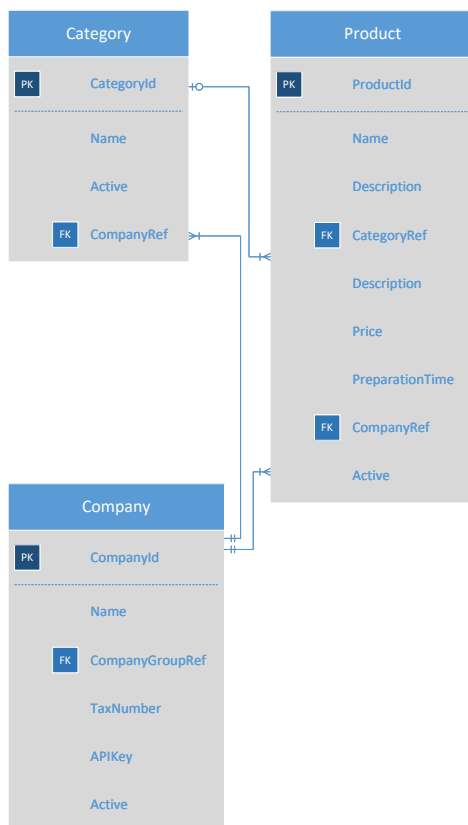 Category
PK CategoryId
Name
Active
FK CompanyRef
Product
PK ProductId
Name
Description
FK CategoryRef
Description
Price
PreparationTime
FK CompanyRef
Active
Company
PK CompanyId
Name
FK CompanyGroupRef
TaxNumber
APIKey
Active